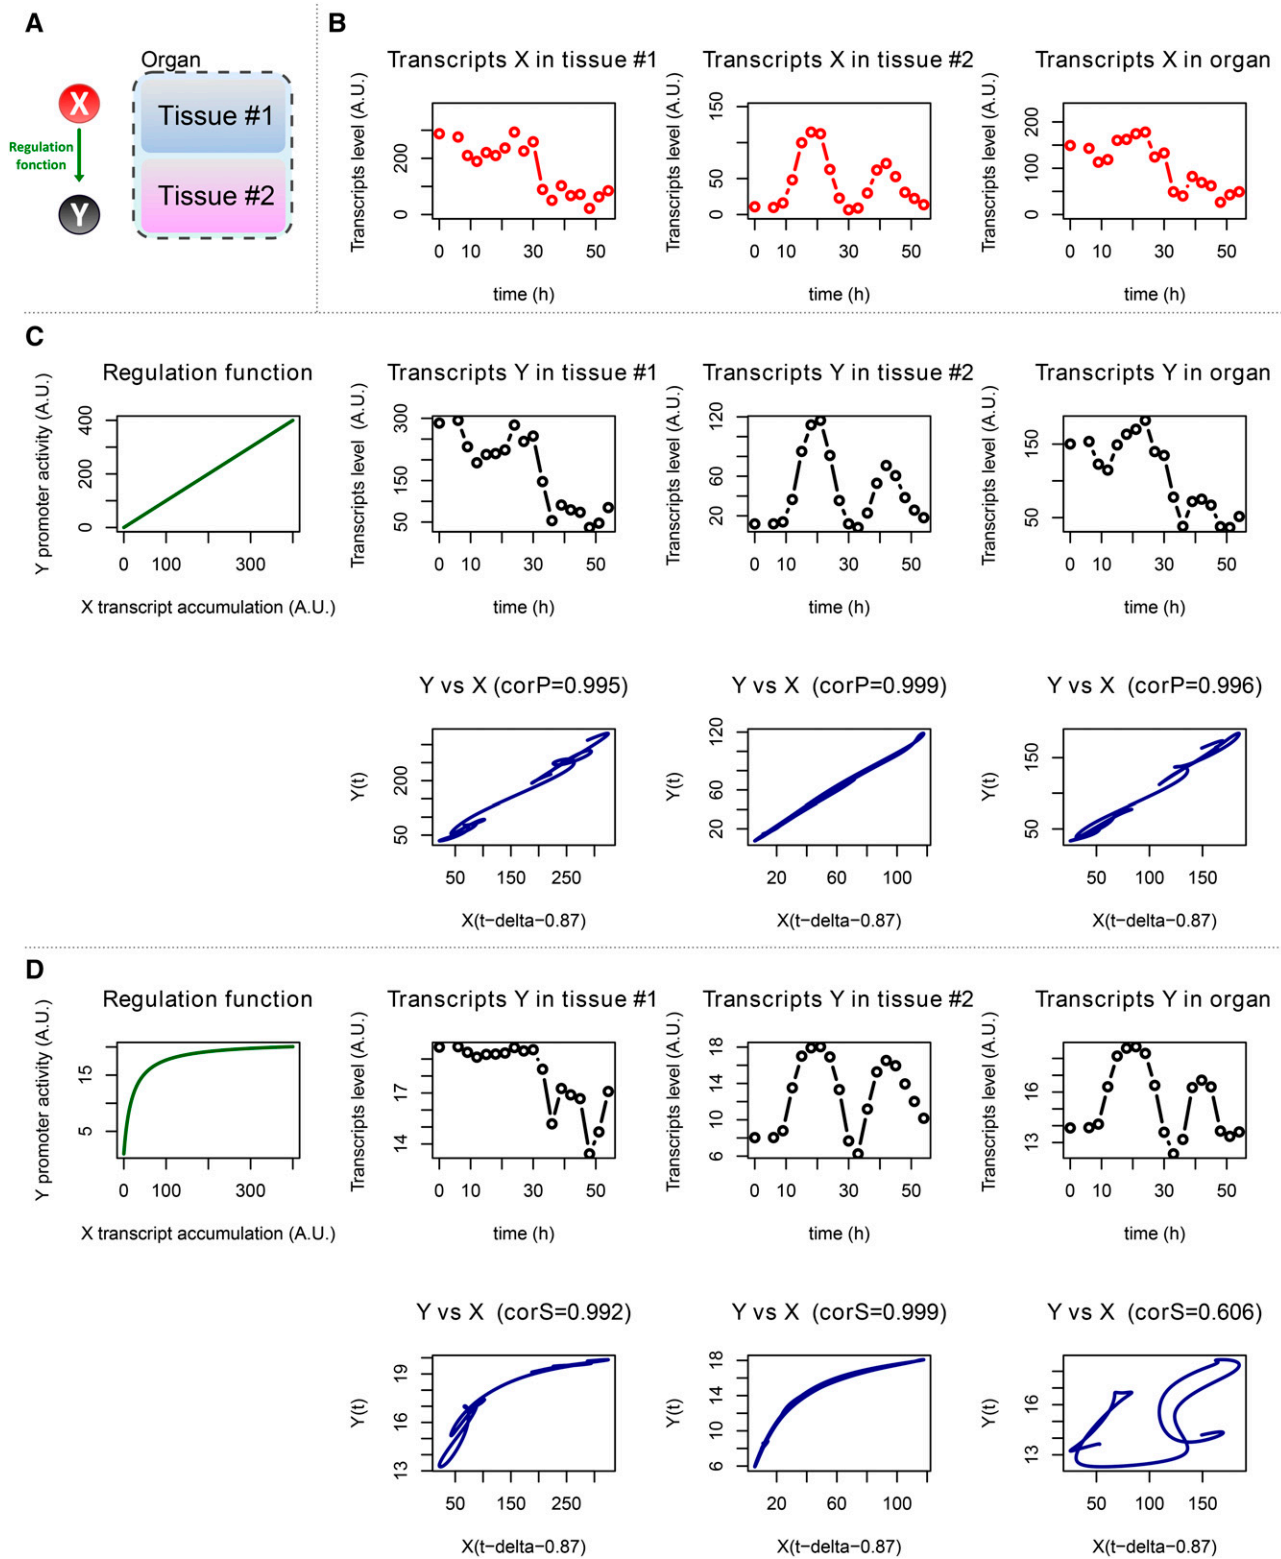 A
Organ
X
Regulation
fonction
Y
Tissue #1
Tissue #2
B
Transcripts X in tissue #1
Transcripts level (A.U.)
200
0
0 10 30 50
time (h)
Transcripts X in tissue #2
Transcripts level (A.U.)
150
50
0
0 10 30 50
time (h)
Transcripts X in organ
Transcripts level (A.U.)
200
100
0
0 10 30 50
time (h)
C
Regulation function
Y promoter activity (A.U.)
400
200
0
0 100 300
X transcript accumulation (A.U.)
Transcripts Y in tissue #1
Transcripts level (A.U.)
300
150
50
0 10 30 50
time (h)
Transcripts Y in tissue #2
Transcripts level (A.U.)
120
60
20
0 10 30 50
time (h)
Transcripts Y in organ
Transcripts level (A.U.)
150
50
0 10 30 50
time (h)
Y vs X (corP=0.995)
Y(t)
200
50
50 150 250
X(t−delta−0.87)
Y vs X (corP=0.999)
Y(t)
120
60
20
20 60 100
X(t−delta−0.87)
Y vs X (corP=0.996)
Y(t)
150
50
50 100 150
X(t−delta−0.87)
D
Regulation function
Y promoter activity (A.U.)
15
5
0 100 300
X transcript accumulation (A.U.)
Transcripts Y in tissue #1
Transcripts level (A.U.)
17
14
0 10 30 50
time (h)
Transcripts Y in tissue #2
Transcripts level (A.U.)
18
14
10
6
0 10 30 50
time (h)
Transcripts Y in organ
Transcripts level (A.U.)
16
13
0 10 30 50
time (h)
Y vs X (corS=0.992)
Y(t)
19
16
13
50 150 250
X(t−delta−0.87)
Y vs X (corS=0.999)
Y(t)
18
14
10
6
20 60 100
X(t−delta−0.87)
Y vs X (corS=0.606)
Y(t)
16
13
50 100 150
X(t−delta−0.87)